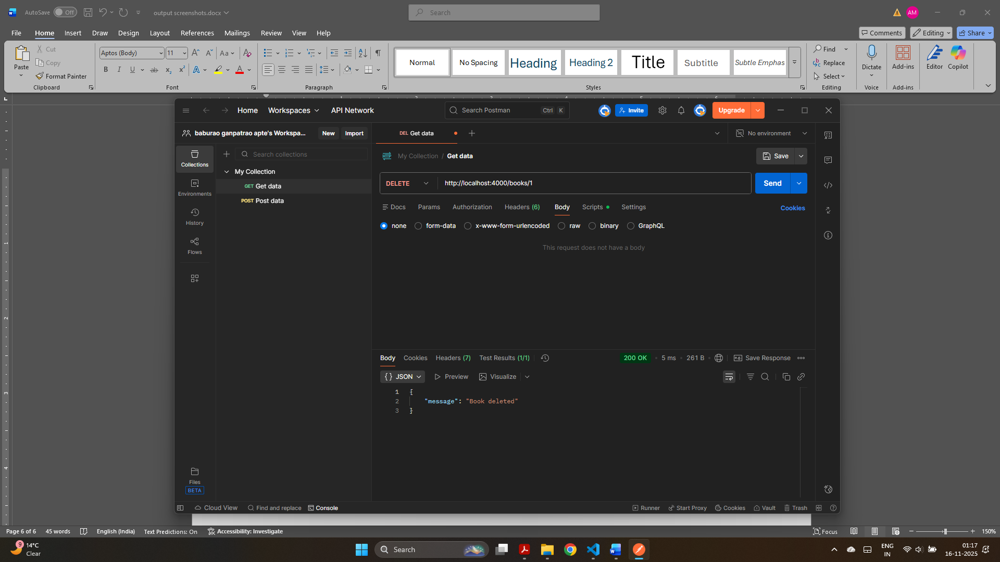 AutoSave Off output screenshots.docx Search AM
File Home Insert Draw Design Layout References Mailings Review View Help Comments Editing Share
Paste Cut Copy Format Painter Clipboard
Aptos (Body) 11 Font
Paragraph
Normal No Spacing Heading Heading 2 Title Subtitle Subtle Emphas Styles
Find Replace Select Editing
Dictate Voice
Add-ins Add-ins
Editor Copilot
Home Workspaces API Network Search Postman Ctrl K Invite Upgrade
baburao ganpatrao apte's Workspa... New Import
DEL Get data No environment
Collections
Environments
History
Flows
Files
BETA
Search collections
My Collection
GET Get data
POST Post data
HTTP My Collection / Get data Save
DELETE http://localhost:4000/books/1 Send
Docs Params Authorization Headers (6) Body Scripts Settings Cookies
none form-data x-www-form-urlencoded raw binary GraphQL
This request does not have a body
Body Cookies Headers (7) Test Results (1/1) 200 OK 5 ms 261 B Save Response
{} JSON Preview Visualize
1 {
2 "message": "Book deleted"
3 }
Cloud View Find and replace Console Runner Start Proxy Cookies Vault Trash
Page 6 of 6 45 words English (India) Text Predictions: On Accessibility: Investigate Focus 150%
9 14°C
Clear
Search
ENG
IN
01:17
16-11-2025